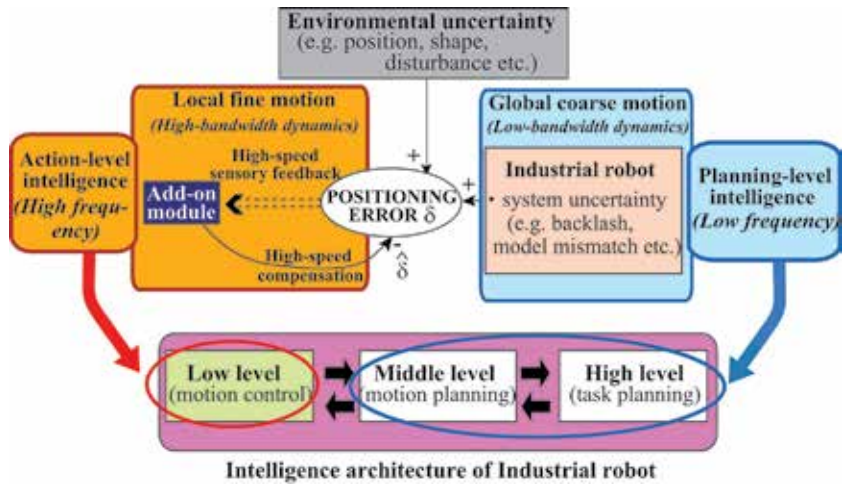 Environmental uncertainty
(e.g. position, shape,
disturbance etc.)
Local fine motion
(High-bandwidth dynamics)
Global coarse motion
(Low-bandwidth dynamics)
Action-level
intelligence
(High frequ-
ency)
High-speed
sensory feedback
Add-on
module
+
POSITIONING
ERROR δ
+
-
δ̂
High-speed
compensation
Industrial robot
• system uncertainty
(e.g. backlash,
model mismatch etc.)
Planning-level
intelligence
(Low frequency)
Low level
(motion control)
Middle level
(motion planning)
High level
(task planning)
Intelligence architecture of Industrial robot